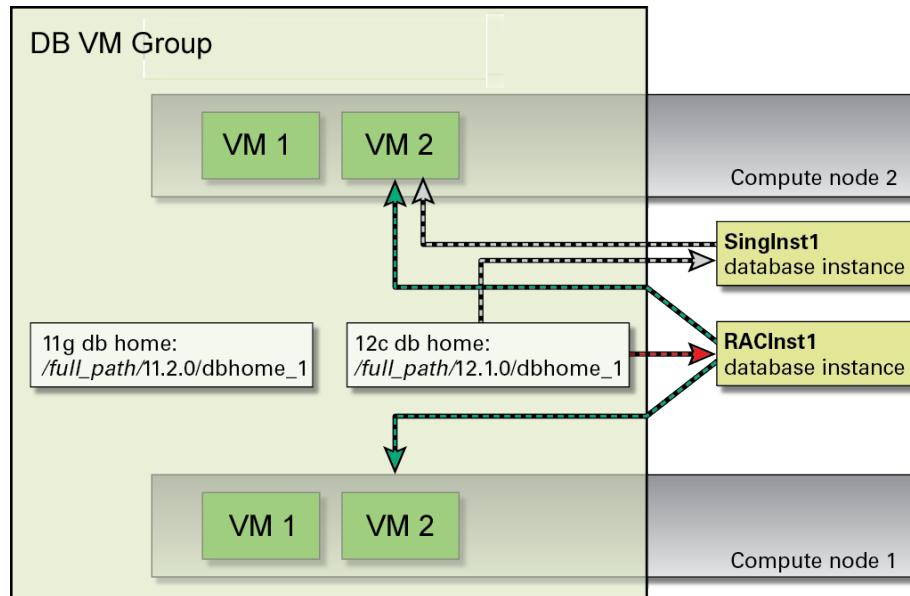 DB VM Group
VM 1
VM 2
Compute node 2
SingInst1
database instance
11g db home:
/full_path/11.2.0/dbhome_1
12c db home:
/full_path/12.1.0/dbhome_1
RACInst1
database instance
VM 1
VM 2
Compute node 1